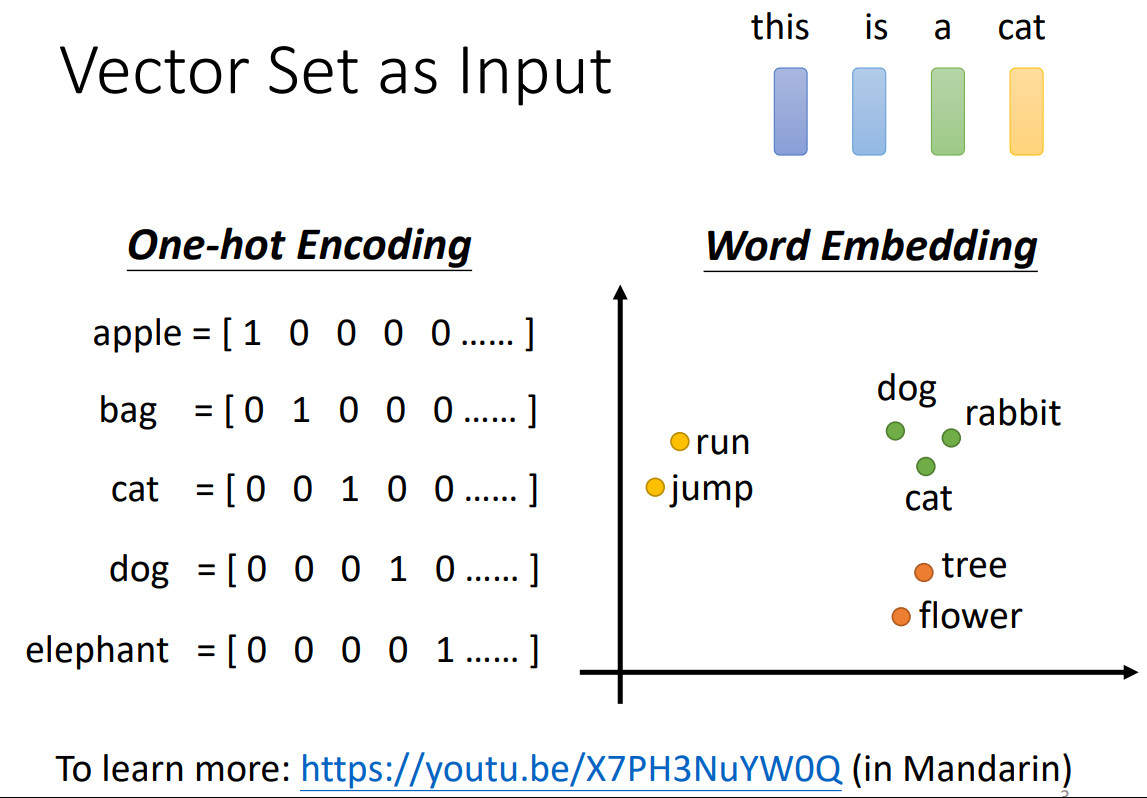 this is a cat
Vector Set as Input
One-hot Encoding
apple = [ 1 0 0 0 0 …… ]
bag = [ 0 1 0 0 0 …… ]
cat = [ 0 0 1 0 0 …… ]
dog = [ 0 0 0 1 0 …… ]
elephant = [ 0 0 0 0 1 …… ]
Word Embedding
dog
rabbit
run
jump
cat
tree
flower
To learn more: https://youtu.be/X7PH3NuYW0Q (in Mandarin)